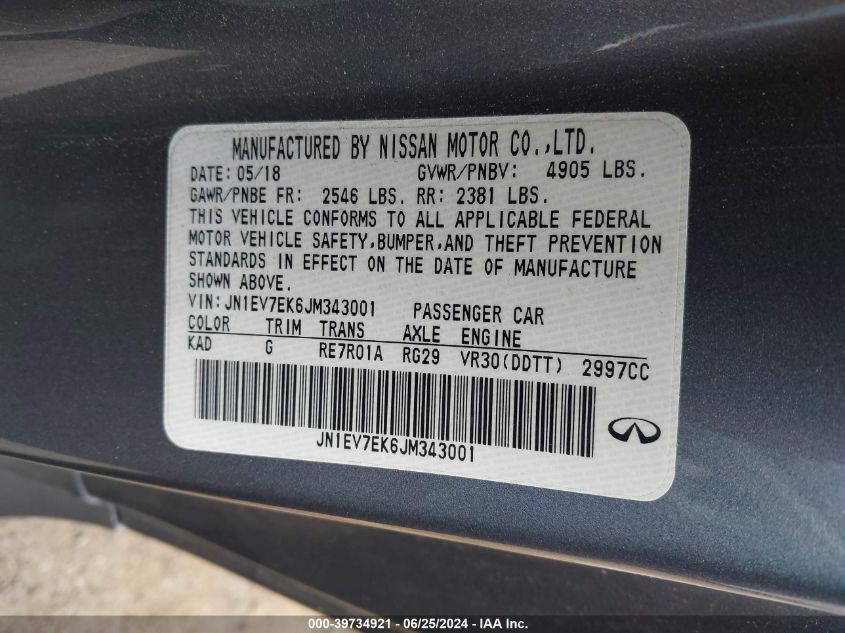 MANUFACTURED BY NISSAN MOTOR CO.,LTD.
DATE: 05/18 GVWR/PNBV: 4905 LBS.
GAWR/PNBE FR: 2546 LBS. RR: 2381 LBS.
THIS VEHICLE CONFORMS TO ALL APPLICABLE FEDERAL
MOTOR VEHICLE SAFETY,BUMPER,AND THEFT PREVENTION
STANDARDS IN EFFECT ON THE DATE OF MANUFACTURE
SHOWN ABOVE.
VIN:JN1EV7EK6JM343001 PASSENGER CAR
COLOR TRIM TRANS AXLE ENGINE
KAD G RE7R01A RG29 VR30(DDTT) 2997CC
JN1EV7EK6JM343001
000-39734921 - 06/25/2024 - IAA Inc.